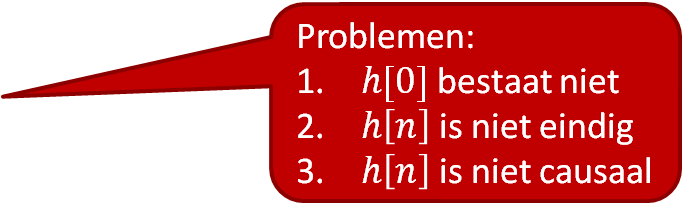 Problemen:
1. h[0] bestaat niet
2. h[n] is niet eindig
3. h[n] is niet causaal